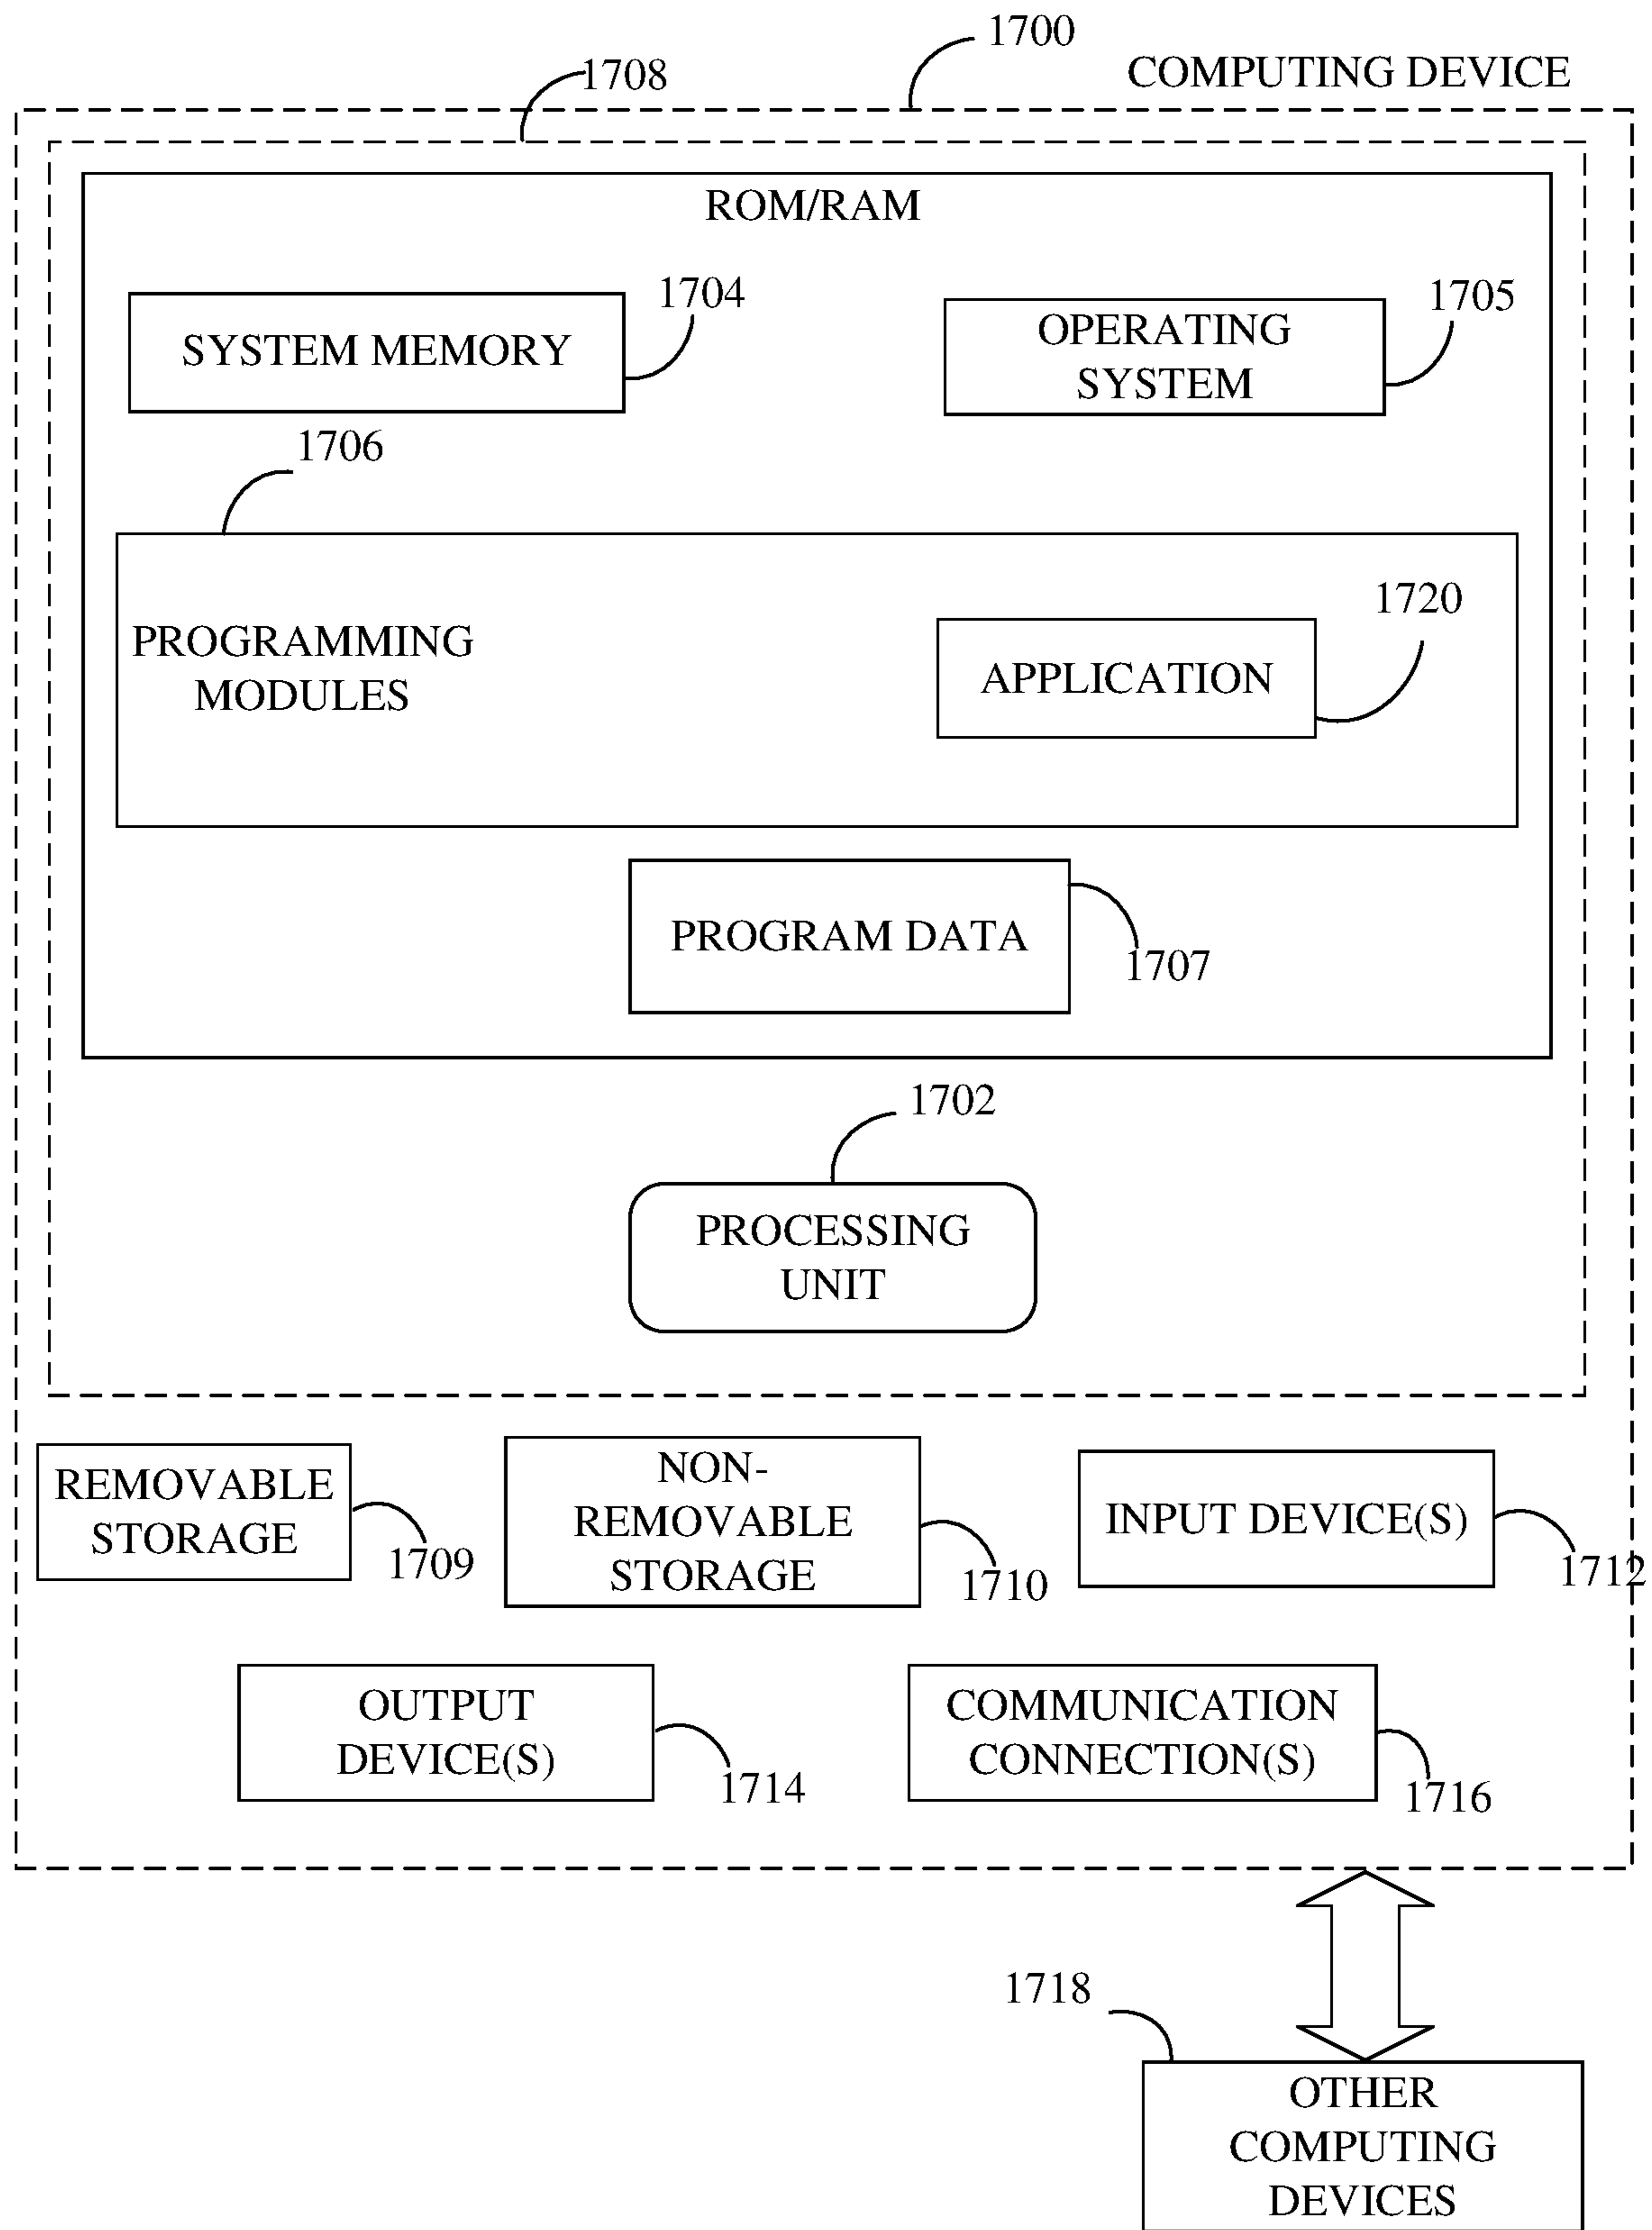 1700
COMPUTING DEVICE
1708
ROM/RAM
1704
SYSTEM MEMORY
1705
OPERATING
SYSTEM
1706
PROGRAMMING
MODULES
1720
APPLICATION
PROGRAM DATA
1707
1702
PROCESSING
UNIT
REMOVABLE
STORAGE
1709
NON-
REMOVABLE
STORAGE
1710
INPUT DEVICE(S)
1712
OUTPUT
DEVICE(S)
1714
COMMUNICATION
CONNECTION(S)
1716
1718
OTHER
COMPUTING
DEVICES